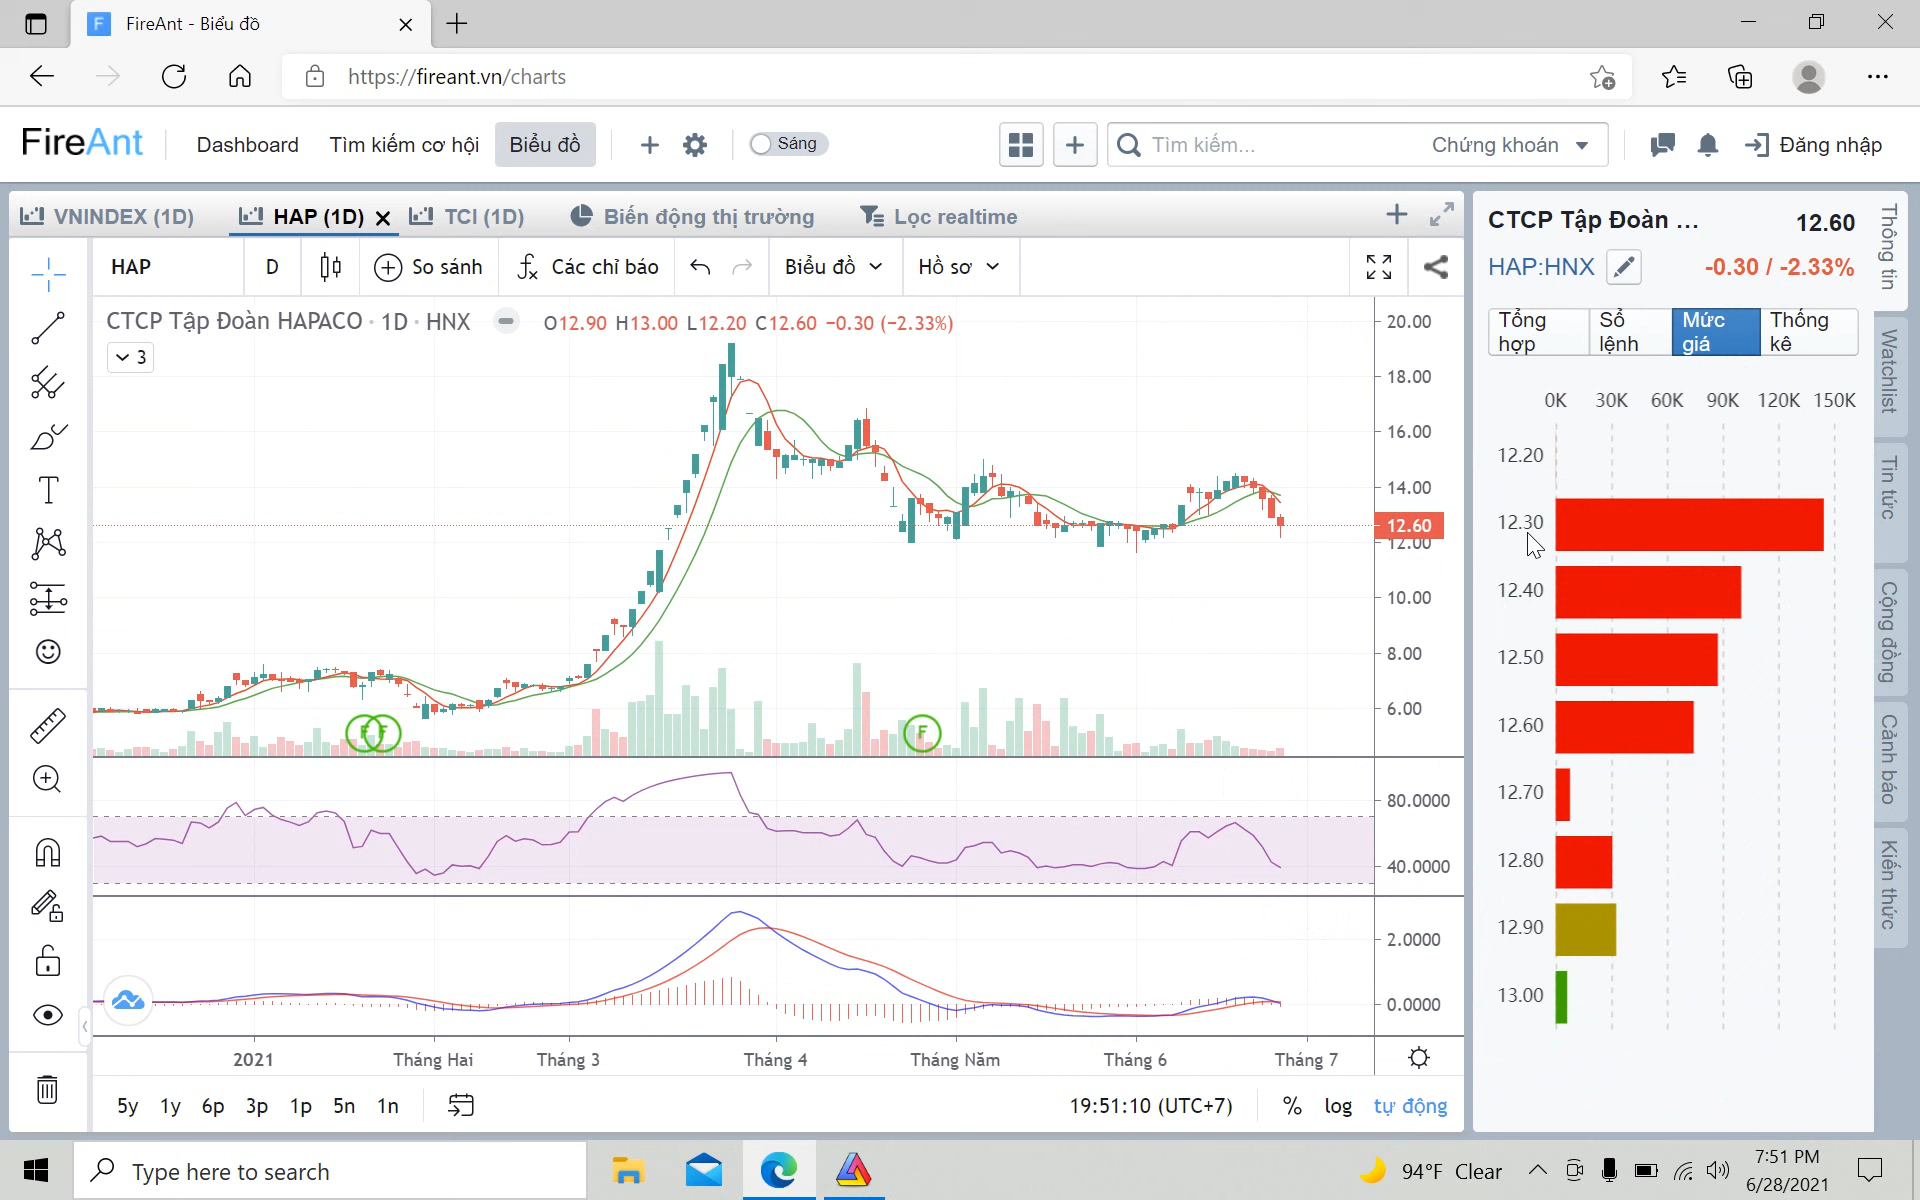 FireAnt - Biểu đồ
https://fireant.vn/charts
FireAnt
Dashboard
Tìm kiếm cơ hội
Biểu đồ
Sáng
Tìm kiếm...
Chứng khoán
Đăng nhập
VNINDEX (1D)
HAP (1D)
TCI (1D)
Biến động thị trường
Lọc realtime
HAP
D
So sánh
Các chỉ báo
Biểu đồ
Hồ sơ
CTCP Tập Đoàn HAPACO · 1D · HNX
O12.90 H13.00 L12.20 C12.60 −0.30 (−2.33%)
3
20.00
18.00
16.00
14.00
12.60
12.00
10.00
8.00
6.00
F
F
F
80.0000
40.0000
2.0000
0.0000
2021
Tháng Hai
Tháng 3
Tháng 4
Tháng Năm
Tháng 6
Tháng 7
5y
1y
6p
3p
1p
5n
1n
19:51:10 (UTC+7)
%
log
tự động
CTCP Tập Đoàn ...
12.60
HAP:HNX
-0.30 / -2.33%
Tổng hợp
Sổ lệnh
Mức giá
Thống kê
0K
30K
60K
90K
120K
150K
12.20
12.30
12.40
12.50
12.60
12.70
12.80
12.90
13.00
Thông tin
Watchlist
Tin tức
Cộng đồng
Cảnh báo
Kiến thức
Type here to search
94°F Clear
7:51 PM
6/28/2021